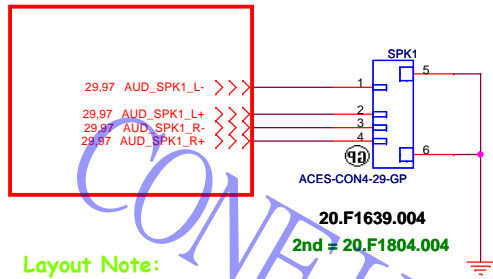 SPK1
5
29,97 AUD_SPK1_L- 1
29,97 AUD_SPK1_L+ 2
29,97 AUD_SPK1_R- 3
29,97 AUD_SPK1_R+ 4
6
GP
ACES-CON4-29-GP
20.F1639.004
2nd = 20.F1804.004
Layout Note: